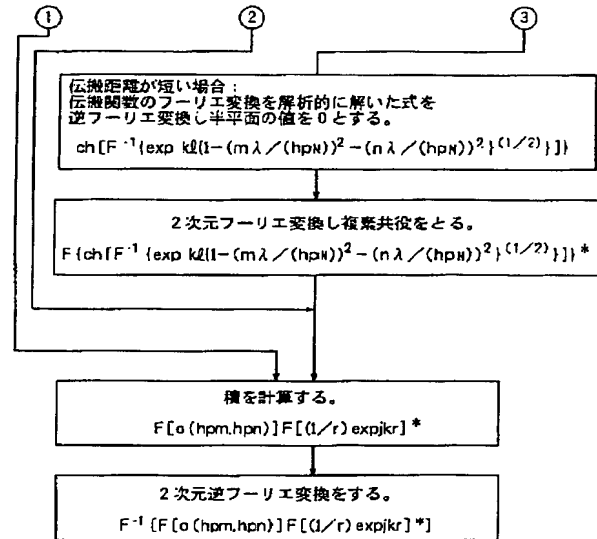 ① ② ③
伝搬距離が短い場合：
伝搬関数のフーリエ変換を解析的に解いた式を
逆フーリエ変換し半平面の値を０とする。
ch[F⁻¹{exp kℓ{1−(mλ／(hpN))²−(nλ／(hpN))²}(1／2)}]}
２次元フーリエ変換し複素共役をとる。
F{ch[F⁻¹{exp kℓ{1−(mλ／(hpN))²−(nλ／(hpN))²}(1／2)}]}*
積を計算する。
F[o(hpm,hpn)]F[(1／r)expjkr]*
２次元逆フーリエ変換をする。
F⁻¹{F[o(hpm,hpn)]F[(1／r)expjkr]*]